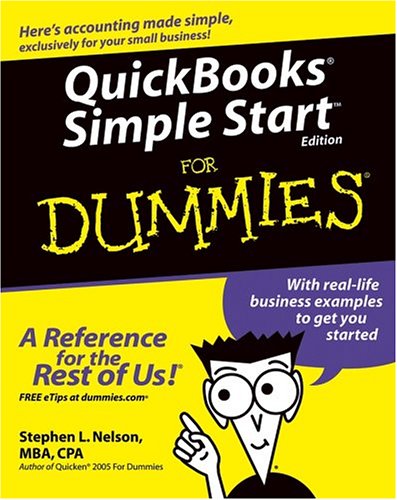 Here's accounting made simple,
exclusively for your small business!
QuickBooks®
Simple Start™
Edition
FOR
DUMMIES®
With real-life
business examples
to get you
started
A Reference
for the
Rest of Us!®
FREE eTips at dummies.com®
Stephen L. Nelson,
MBA, CPA
Author of Quicken® 2005 For Dummies